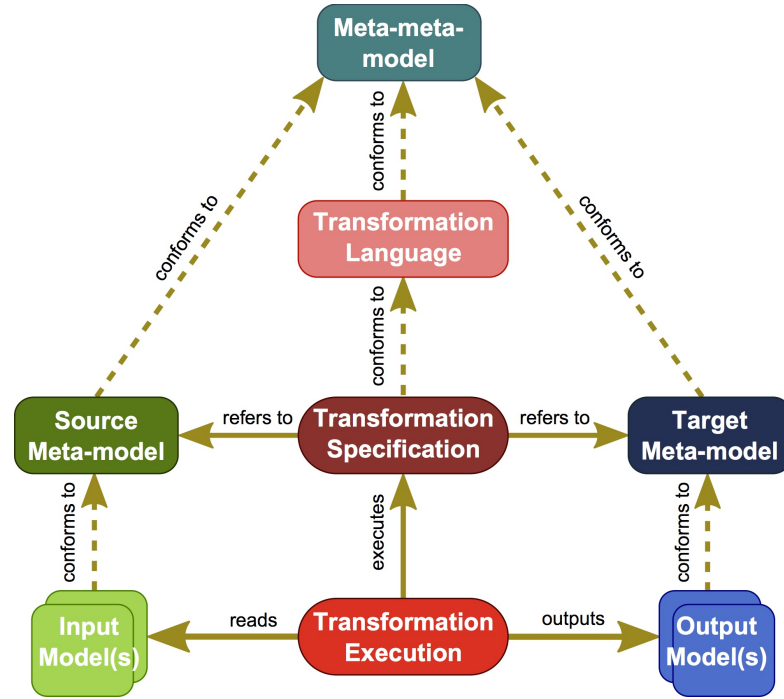 Meta-meta-
model
conforms to
conforms to
conforms to
Transformation
Language
conforms to
Source
Meta-model
refers to
Transformation
Specification
refers to
Target
Meta-model
conforms to
executes
conforms to
Input
Model(s)
reads
Transformation
Execution
outputs
Output
Model(s)